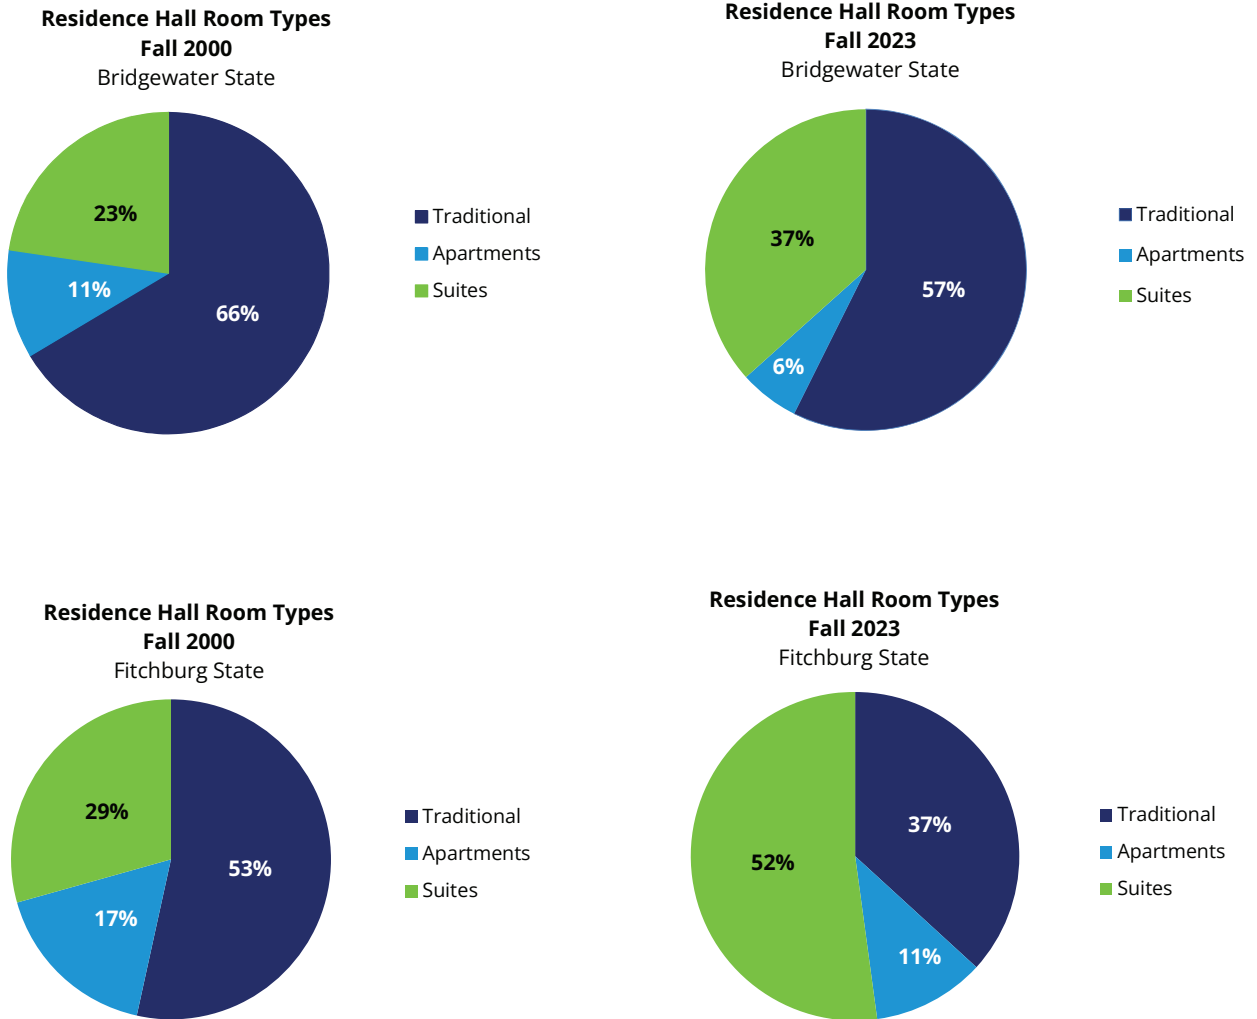 Residence Hall Room Types
Fall 2000
Bridgewater State
23%
11%
66%
Traditional
Apartments
Suites
Residence Hall Room Types
Fall 2023
Bridgewater State
37%
57%
6%
Traditional
Apartments
Suites
Residence Hall Room Types
Fall 2000
Fitchburg State
29%
53%
17%
Traditional
Apartments
Suites
Residence Hall Room Types
Fall 2023
Fitchburg State
37%
52%
11%
Traditional
Apartments
Suites